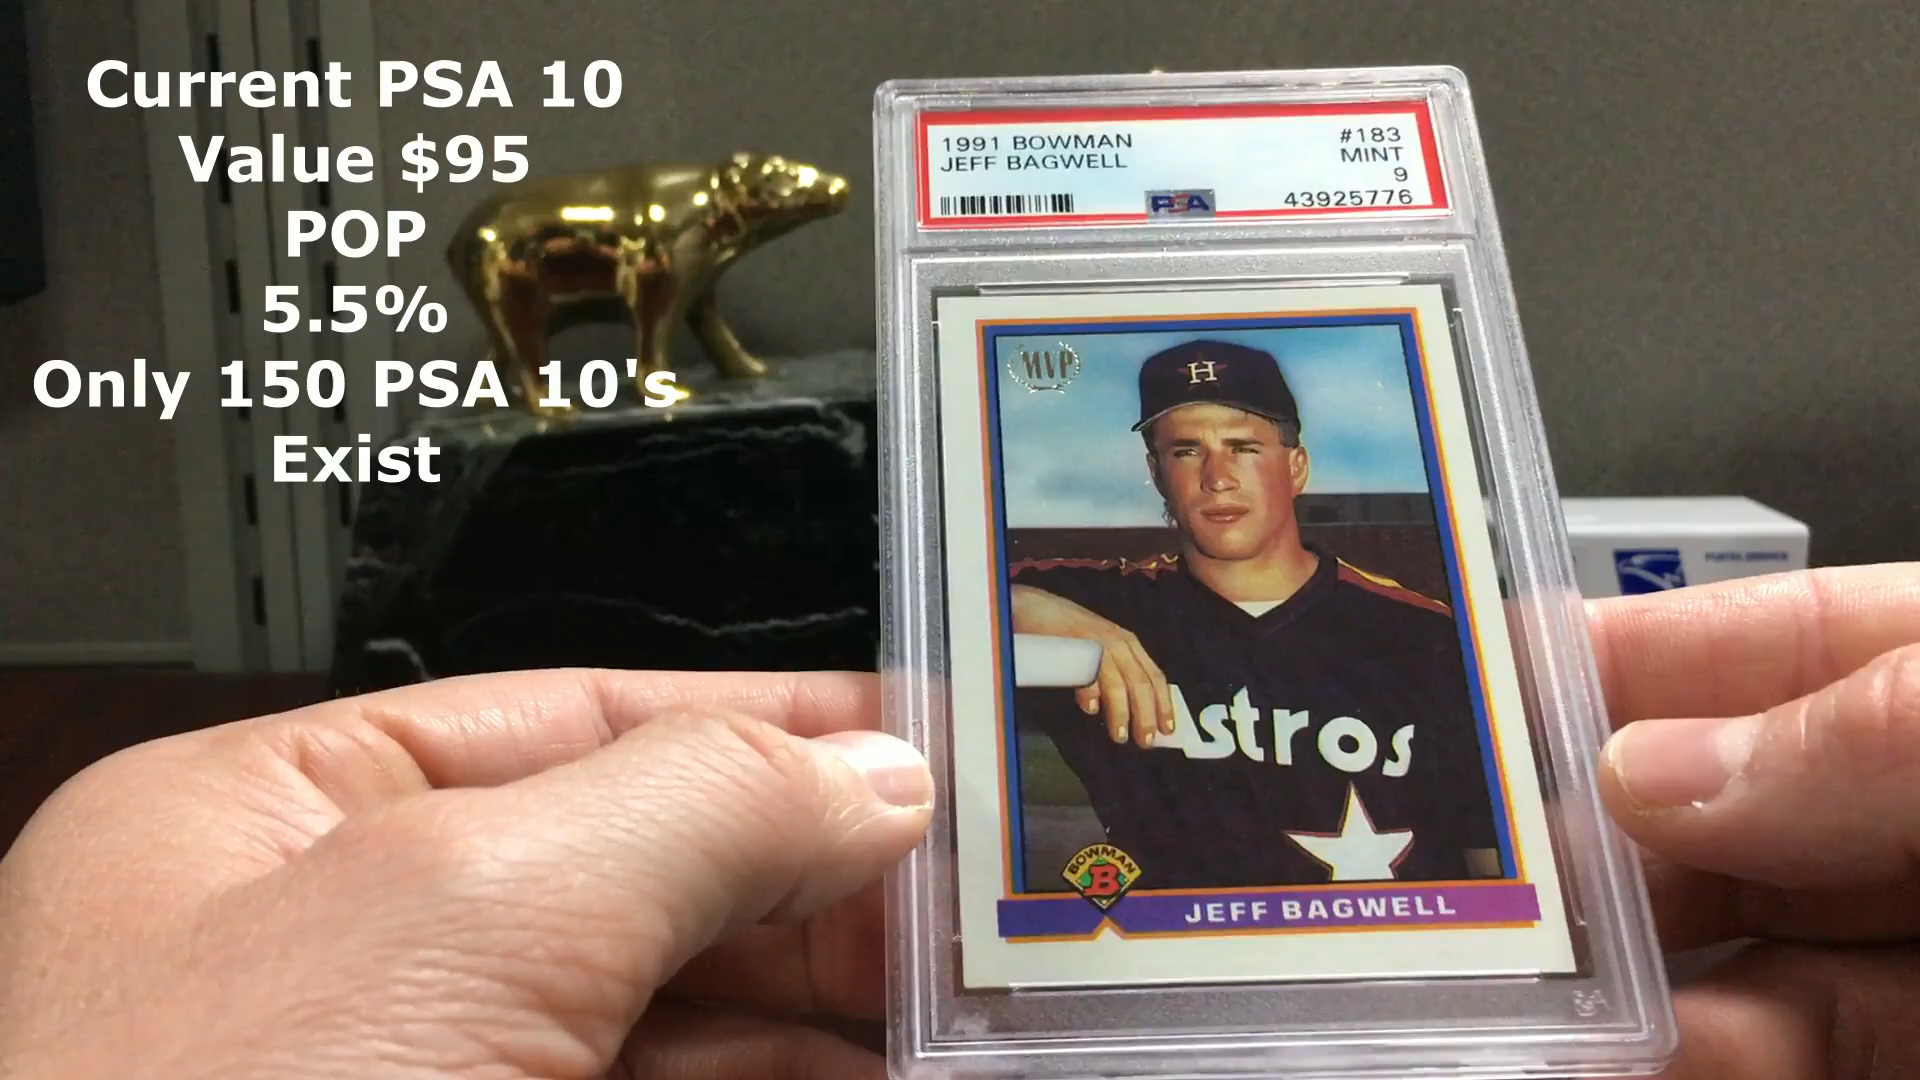 Current PSA 10
Value $95
POP
5.5%
Only 150 PSA 10's
Exist
1991 BOWMAN #183
JEFF BAGWELL MINT
9
PSA 43925776
MVP
H
Astros
BOWMAN
B
JEFF BAGWELL